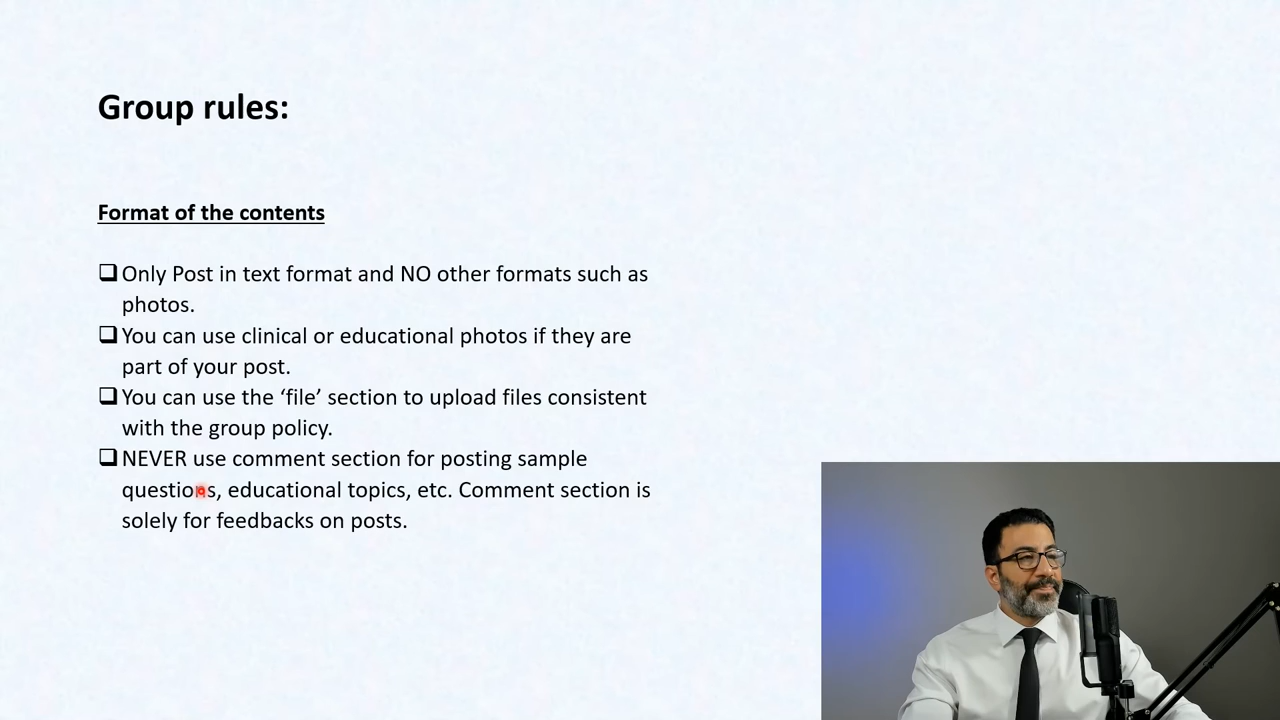 Group rules:
Format of the contents
❑ Only Post in text format and NO other formats such as
photos.
❑ You can use clinical or educational photos if they are
part of your post.
❑ You can use the ‘file’ section to upload files consistent
with the group policy.
❑ NEVER use comment section for posting sample
questions, educational topics, etc. Comment section is
solely for feedbacks on posts.